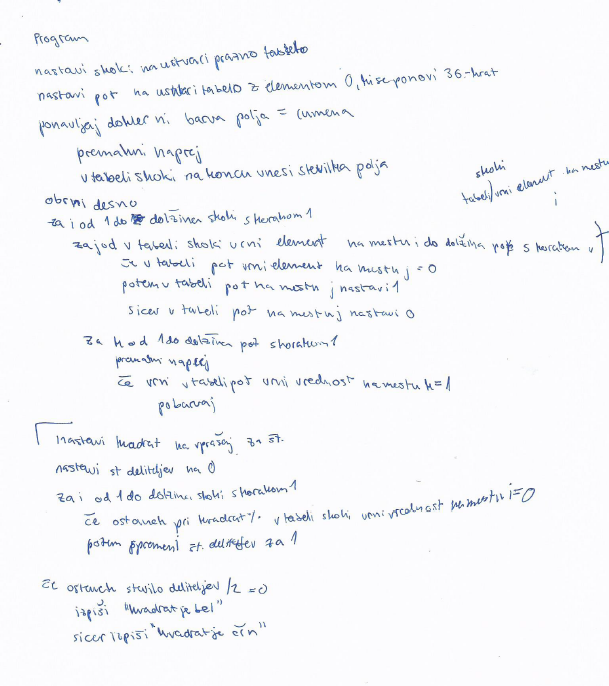 Program
nastavi skoki na ustvari prazno tabelo
nastavi pot na ustvari tabelo z elementom 0, ki se ponovi 36-krat
ponavljaj dokler ni barva polja = rumena
premakni naprej
v tabeli skoki na koncu vnesi številka polja
obrni desno
za i od 1 do dolžina skoki s korakom 1
skoki
tabeli/vrni element na mestu
i
za j od v tabeli skoki vrni element na mestu i do dolžina polje s korakom v
če v tabeli pot vrni element na mestu j = 0
potem v tabeli pot na mestu j nastavi 1
sicer v tabeli pot na mestu j nastavi 0
za k od 1 do dolžina pot s korakom 1
premakni naprej
če vrni v tabeli pot vrni vrednost na mestu k = 1
pobarvaj
nastavi kvadrat na vprašaj za št.
nastavi st deliteljev na 0
za i od 1 do dolžina skoki s korakom 1
če ostanek pri kvadrat % v tabeli skoki vrni vrednost na mestu i = 0
potem spremeni št. deliteljev za 1
če ostanek število deliteljev /2 = 0
izpiši "kvadrat je bel"
sicer izpiši "kvadrat je črn"